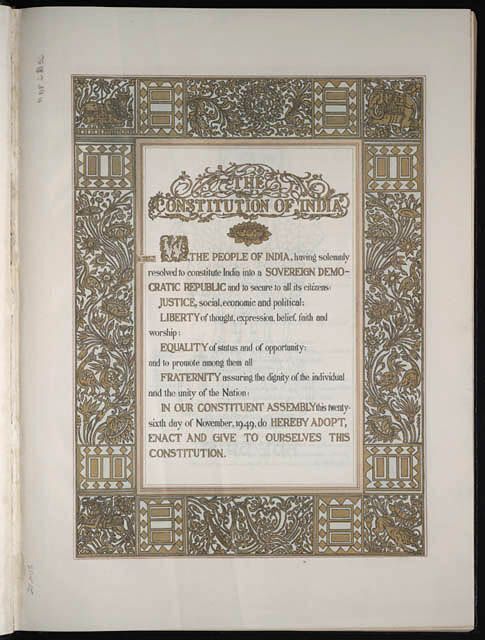 THE
CONSTITUTION OF INDIA
WE, THE PEOPLE OF INDIA, having solemnly
resolved to constitute India into a SOVEREIGN DEMO-
CRATIC REPUBLIC and to secure to all its citizens:
JUSTICE, social, economic and political;
LIBERTY of thought, expression, belief, faith and
worship;
EQUALITY of status and of opportunity;
and to promote among them all
FRATERNITY assuring the dignity of the individual
and the unity of the Nation;
IN OUR CONSTITUENT ASSEMBLY this twenty-
sixth day of November, 1949, do HEREBY ADOPT,
ENACT AND GIVE TO OURSELVES THIS
CONSTITUTION.